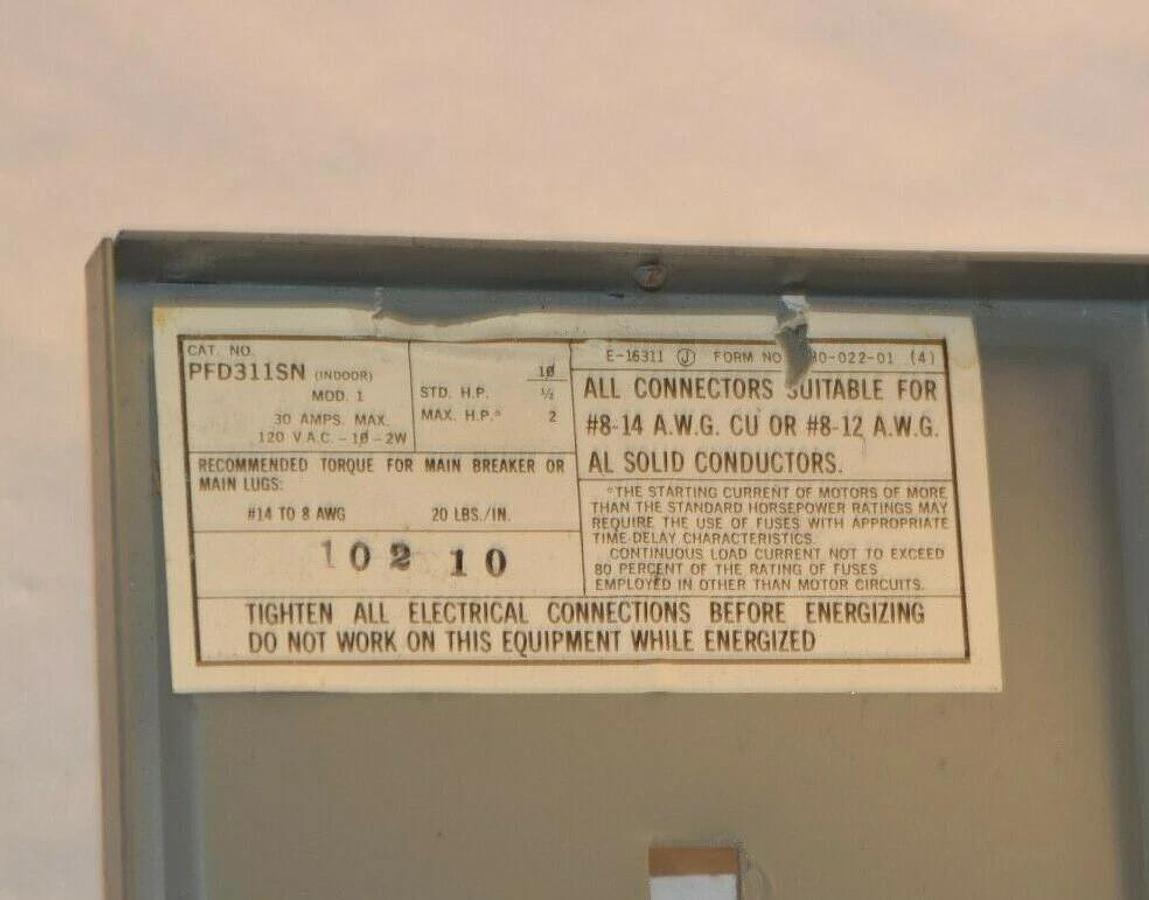 CAT. NO.
PFD311SN (INDOOR)
MOD. 1
30 AMPS. MAX.
120 V A.C. - 1Ø - 2W
1Ø
STD. H.P. ½
MAX. H.P.* 2
RECOMMENDED TORQUE FOR MAIN BREAKER OR
MAIN LUGS:
#14 TO 8 AWG 20 LBS./IN.
102 10
E-16311 J FORM NO 0-022-01 (4)
ALL CONNECTORS SUITABLE FOR
#8-14 A.W.G. CU OR #8-12 A.W.G.
AL SOLID CONDUCTORS.
*THE STARTING CURRENT OF MOTORS OF MORE
THAN THE STANDARD HORSEPOWER RATINGS MAY
REQUIRE THE USE OF FUSES WITH APPROPRIATE
TIME-DELAY CHARACTERISTICS.
CONTINUOUS LOAD CURRENT NOT TO EXCEED
80 PERCENT OF THE RATING OF FUSES
EMPLOYED IN OTHER THAN MOTOR CIRCUITS.
TIGHTEN ALL ELECTRICAL CONNECTIONS BEFORE ENERGIZING
DO NOT WORK ON THIS EQUIPMENT WHILE ENERGIZED